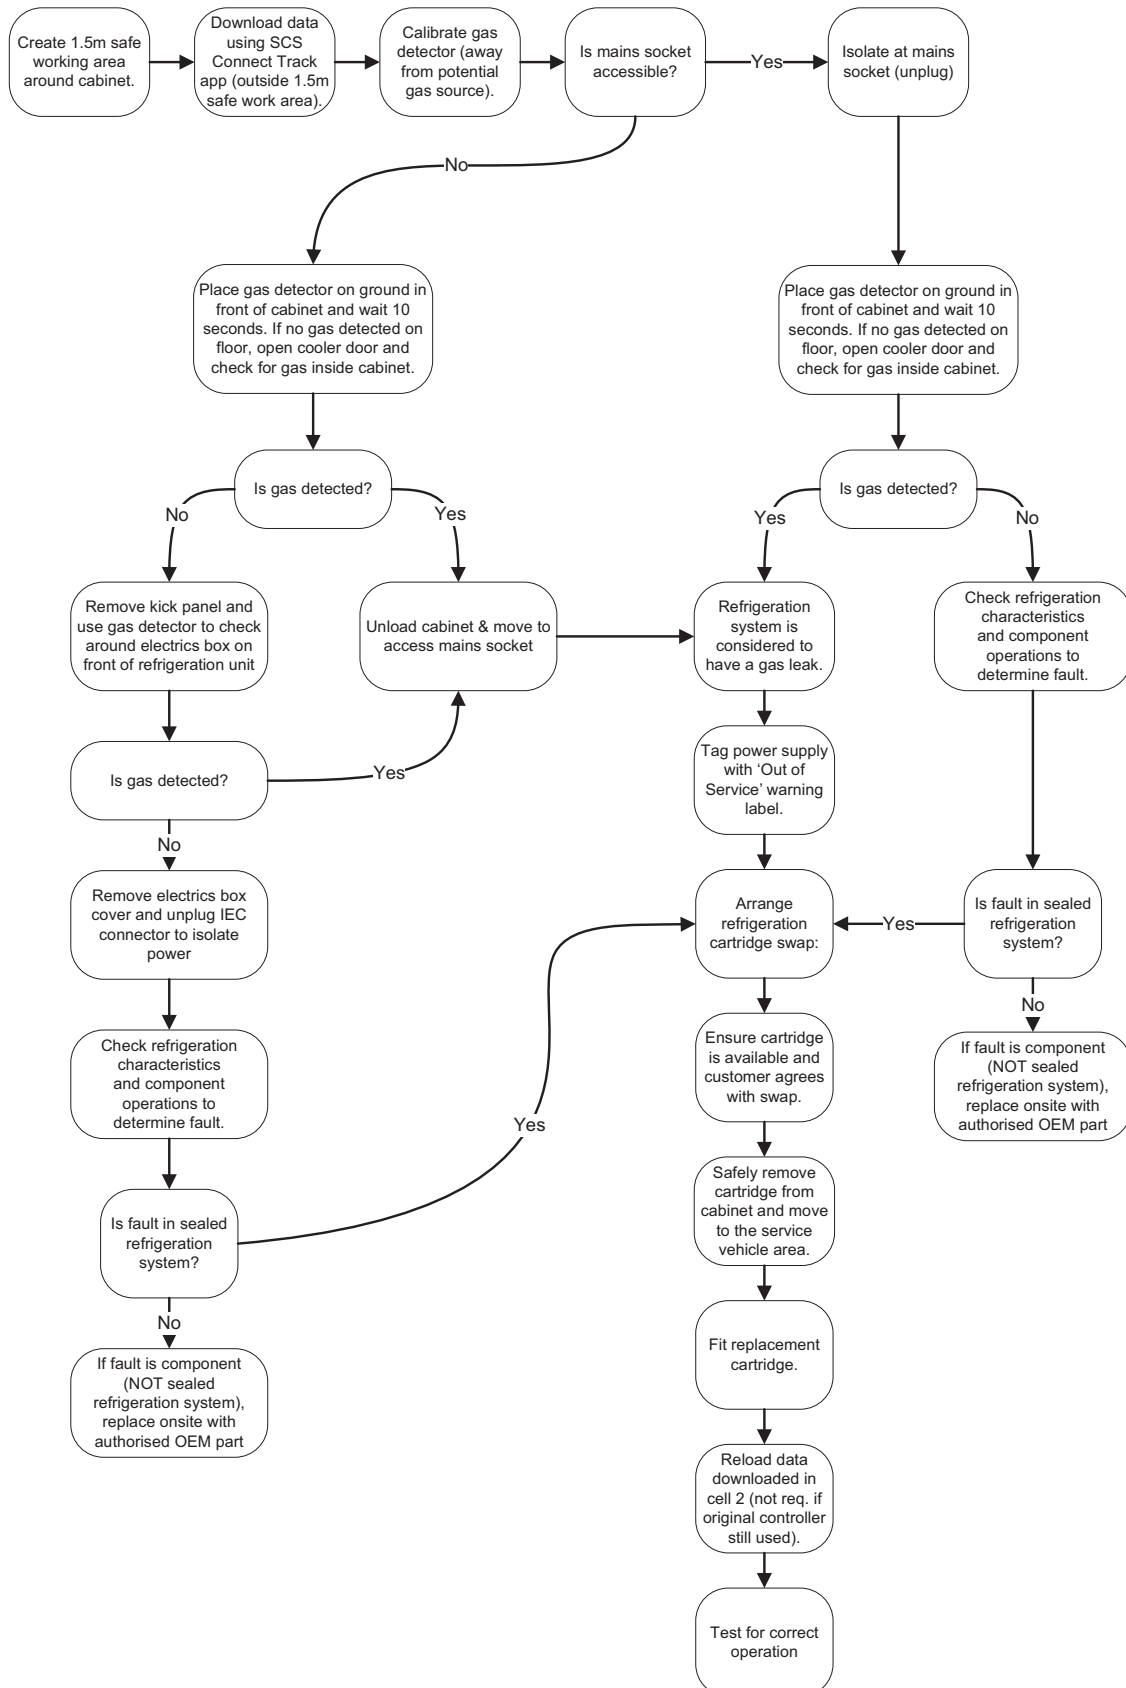 Create 1.5m safe
working area
around cabinet.
Download data
using SCS
Connect Track
app (outside 1.5m
safe work area).
Calibrate gas
detector (away
from potential
gas source).
Is mains socket
accessible?
Yes
Isolate at mains
socket (unplug)
No
Place gas detector on ground in
front of cabinet and wait 10
seconds. If no gas detected on
floor, open cooler door and
check for gas inside cabinet.
Place gas detector on ground in
front of cabinet and wait 10
seconds. If no gas detected on
floor, open cooler door and
check for gas inside cabinet.
Is gas detected?
No
Yes
Is gas detected?
Yes
No
Remove kick panel and
use gas detector to check
around electrics box on
front of refrigeration unit
Unload cabinet & move to
access mains socket
Refrigeration
system is
considered to
have a gas leak.
Check refrigeration
characteristics
and component
operations to
determine fault.
Is gas detected?
Yes
Tag power supply
with ‘Out of
Service’ warning
label.
No
Remove electrics box
cover and unplug IEC
connector to isolate
power
Arrange
refrigeration
cartridge swap:
Yes
Is fault in sealed
refrigeration
system?
No
Check refrigeration
characteristics
and component
operations to
determine fault.
Yes
Ensure cartridge
is available and
customer agrees
with swap.
If fault is component
(NOT sealed
refrigeration system),
replace onsite with
authorised OEM part
Is fault in sealed
refrigeration
system?
Safely remove
cartridge from
cabinet and move
to the service
vehicle area.
No
If fault is component
(NOT sealed
refrigeration system),
replace onsite with
authorised OEM part
Fit replacement
cartridge.
Reload data
downloaded in
cell 2 (not req. if
original controller
still used).
Test for correct
operation